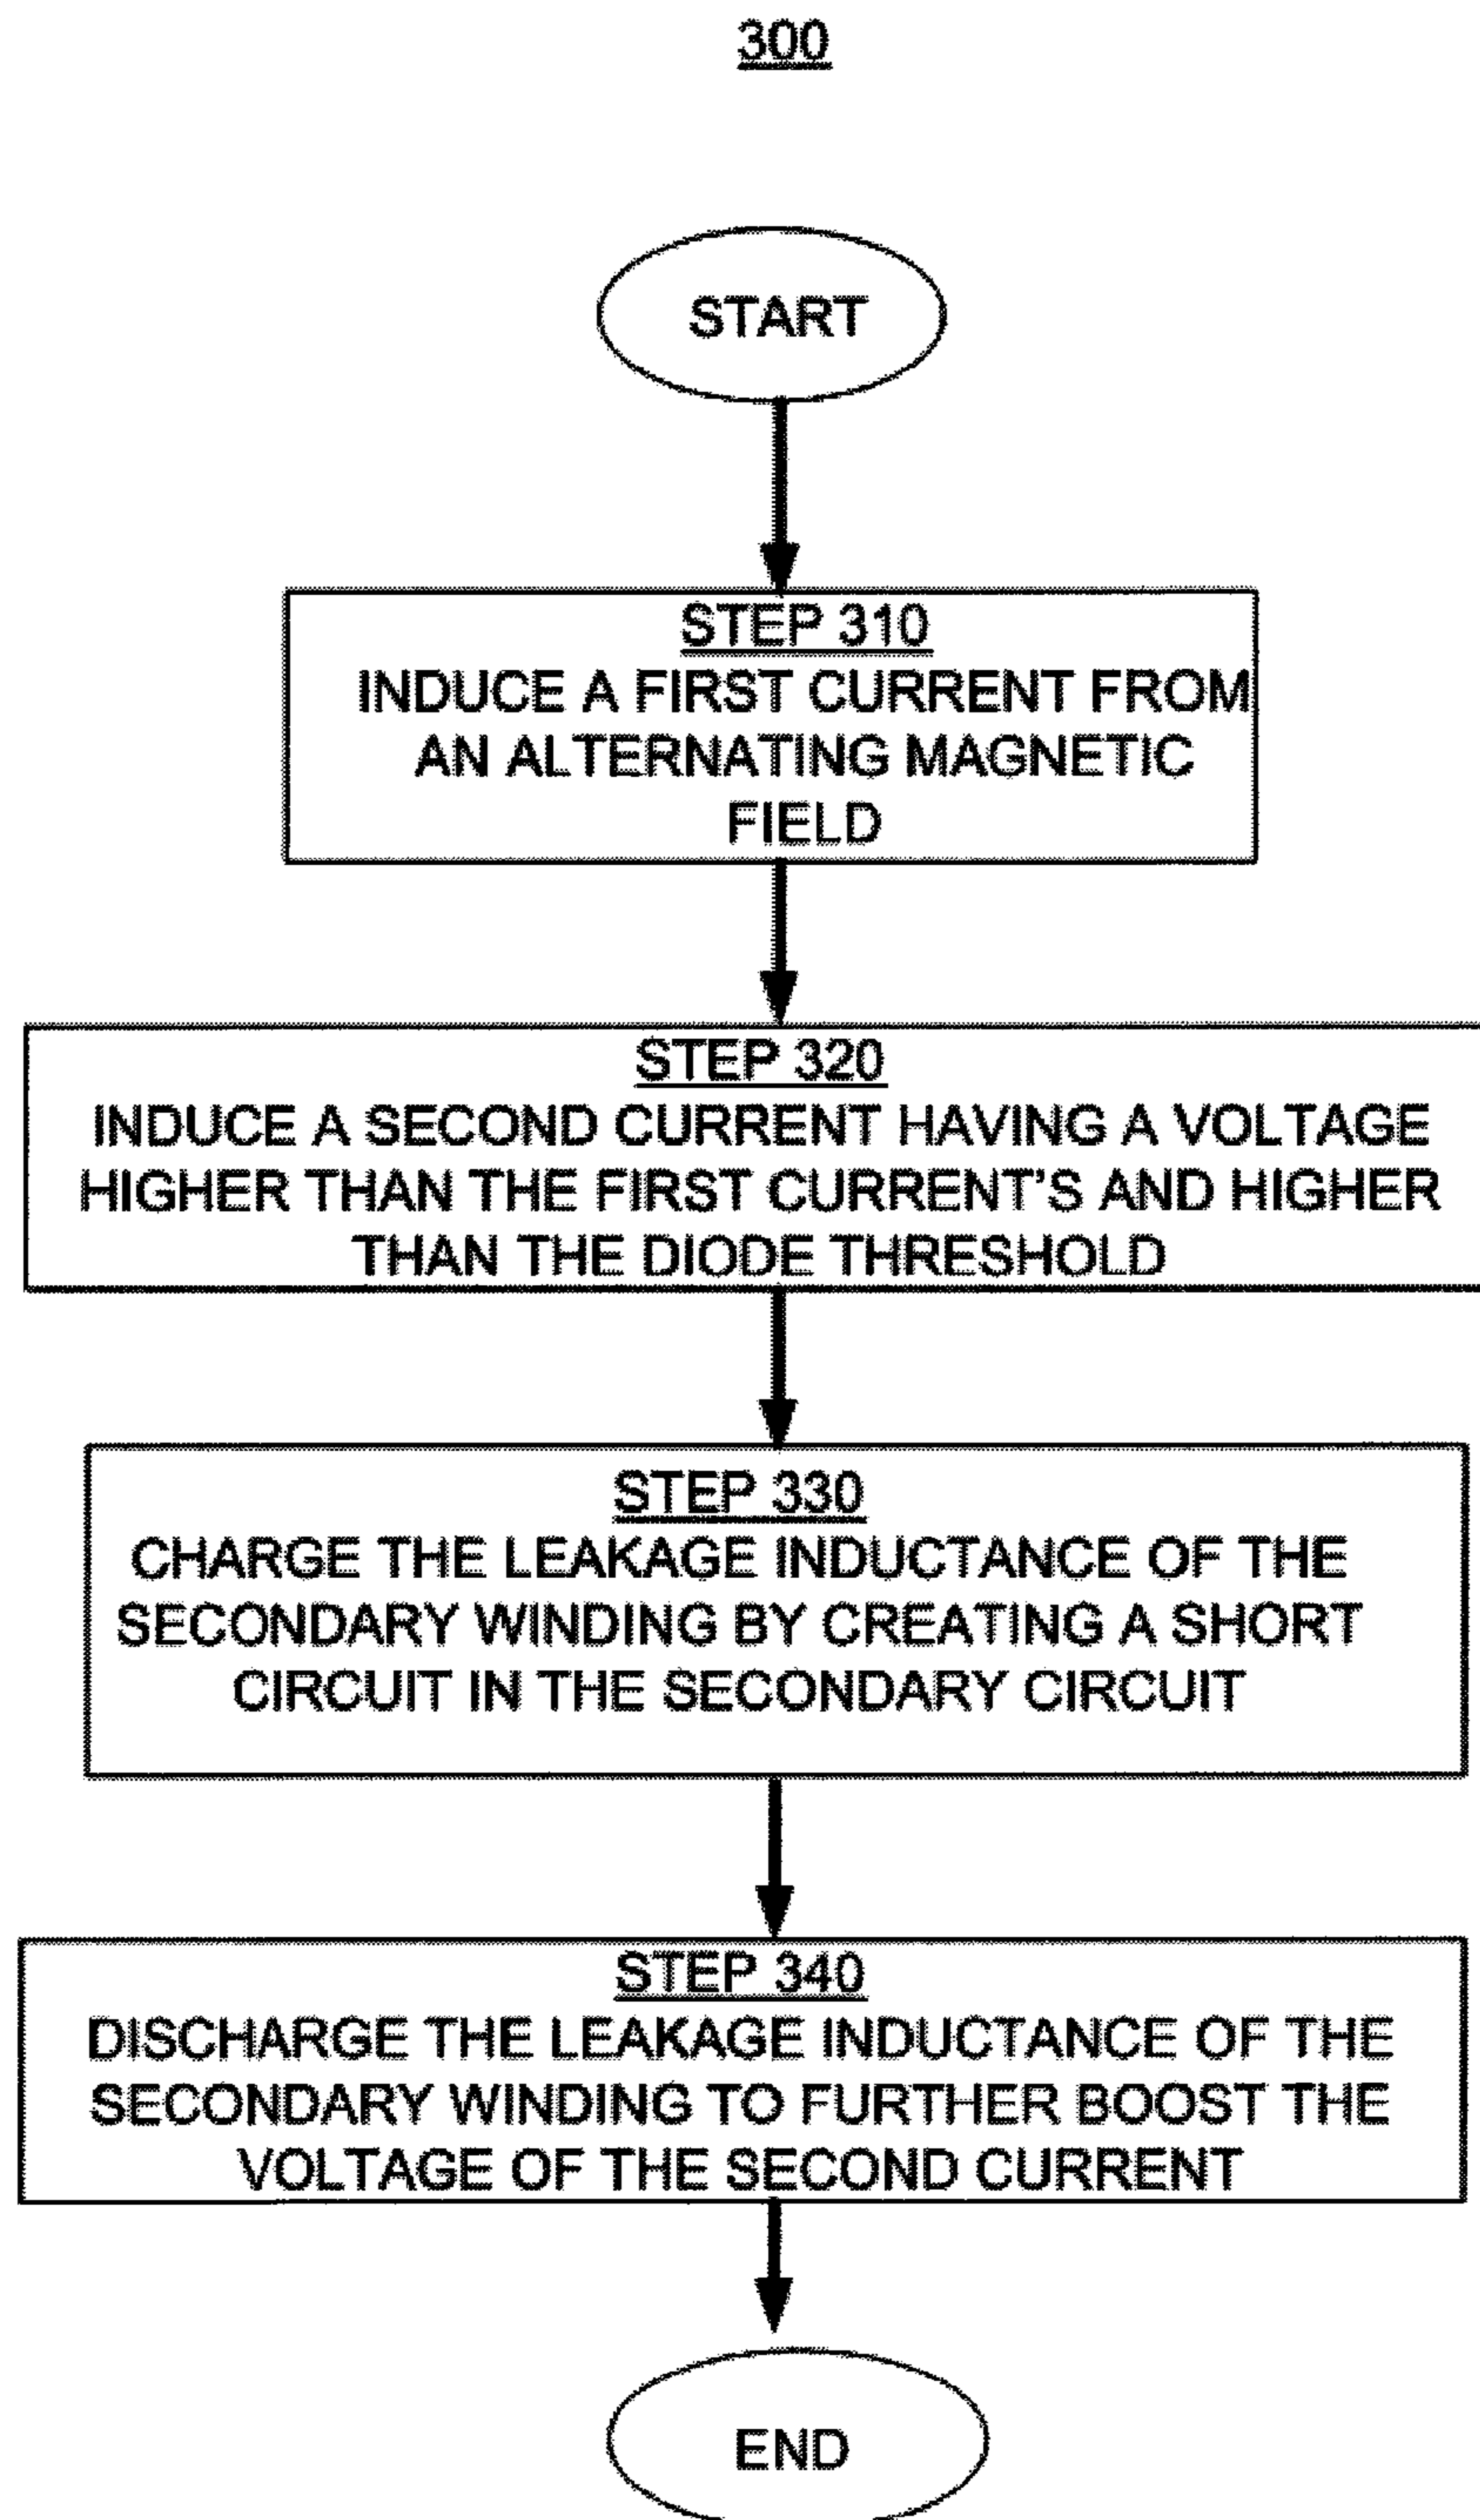 300
START
STEP 310
INDUCE A FIRST CURRENT FROM
AN ALTERNATING MAGNETIC
FIELD
STEP 320
INDUCE A SECOND CURRENT HAVING A VOLTAGE
HIGHER THAN THE FIRST CURRENT'S AND HIGHER
THAN THE DIODE THRESHOLD
STEP 330
CHARGE THE LEAKAGE INDUCTANCE OF THE
SECONDARY WINDING BY CREATING A SHORT
CIRCUIT IN THE SECONDARY CIRCUIT
STEP 340
DISCHARGE THE LEAKAGE INDUCTANCE OF THE
SECONDARY WINDING TO FURTHER BOOST THE
VOLTAGE OF THE SECOND CURRENT
END